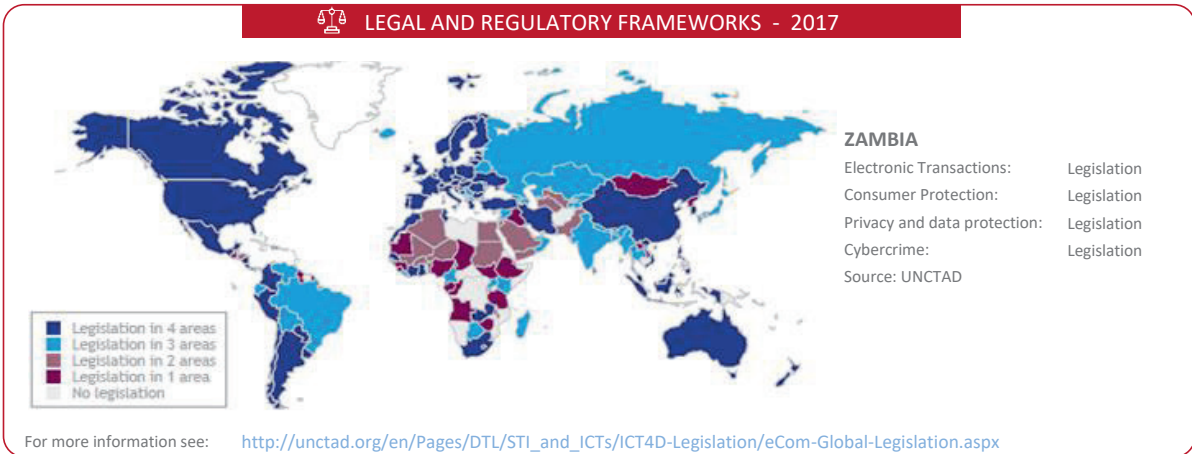 LEGAL AND REGULATORY FRAMEWORKS - 2017
ZAMBIA
Electronic Transactions: Legislation
Consumer Protection: Legislation
Privacy and data protection: Legislation
Cybercrime: Legislation
Source: UNCTAD
Legislation in 4 areas
Legislation in 3 areas
Legislation in 2 areas
Legislation in 1 area
No legislation
For more information see: http://unctad.org/en/Pages/DTL/STI_and_ICTs/ICT4D-Legislation/eCom-Global-Legislation.aspx